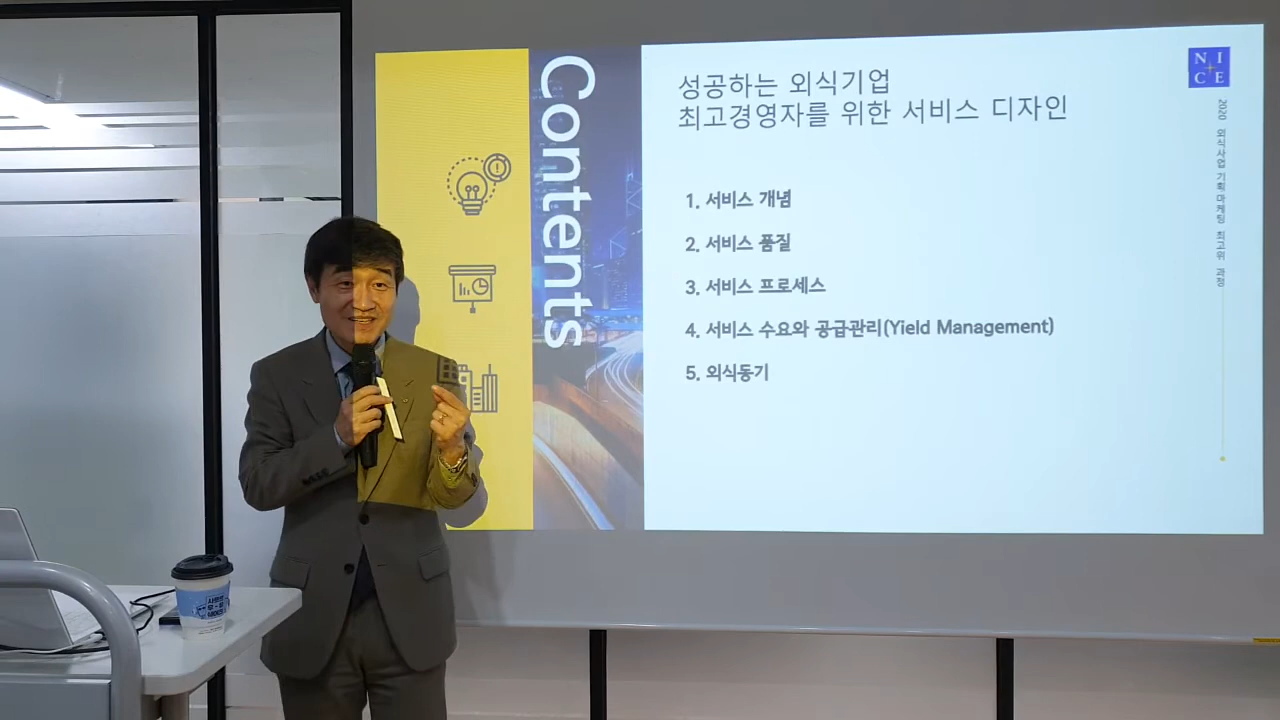 Contents
성공하는 외식기업
최고경영자를 위한 서비스 디자인
1. 서비스 개념
2. 서비스 품질
3. 서비스 프로세스
4. 서비스 수요와 공급관리(Yield Management)
5. 외식동기
N I
C E
2020 외식사업 기획마케팅 최고위 과정